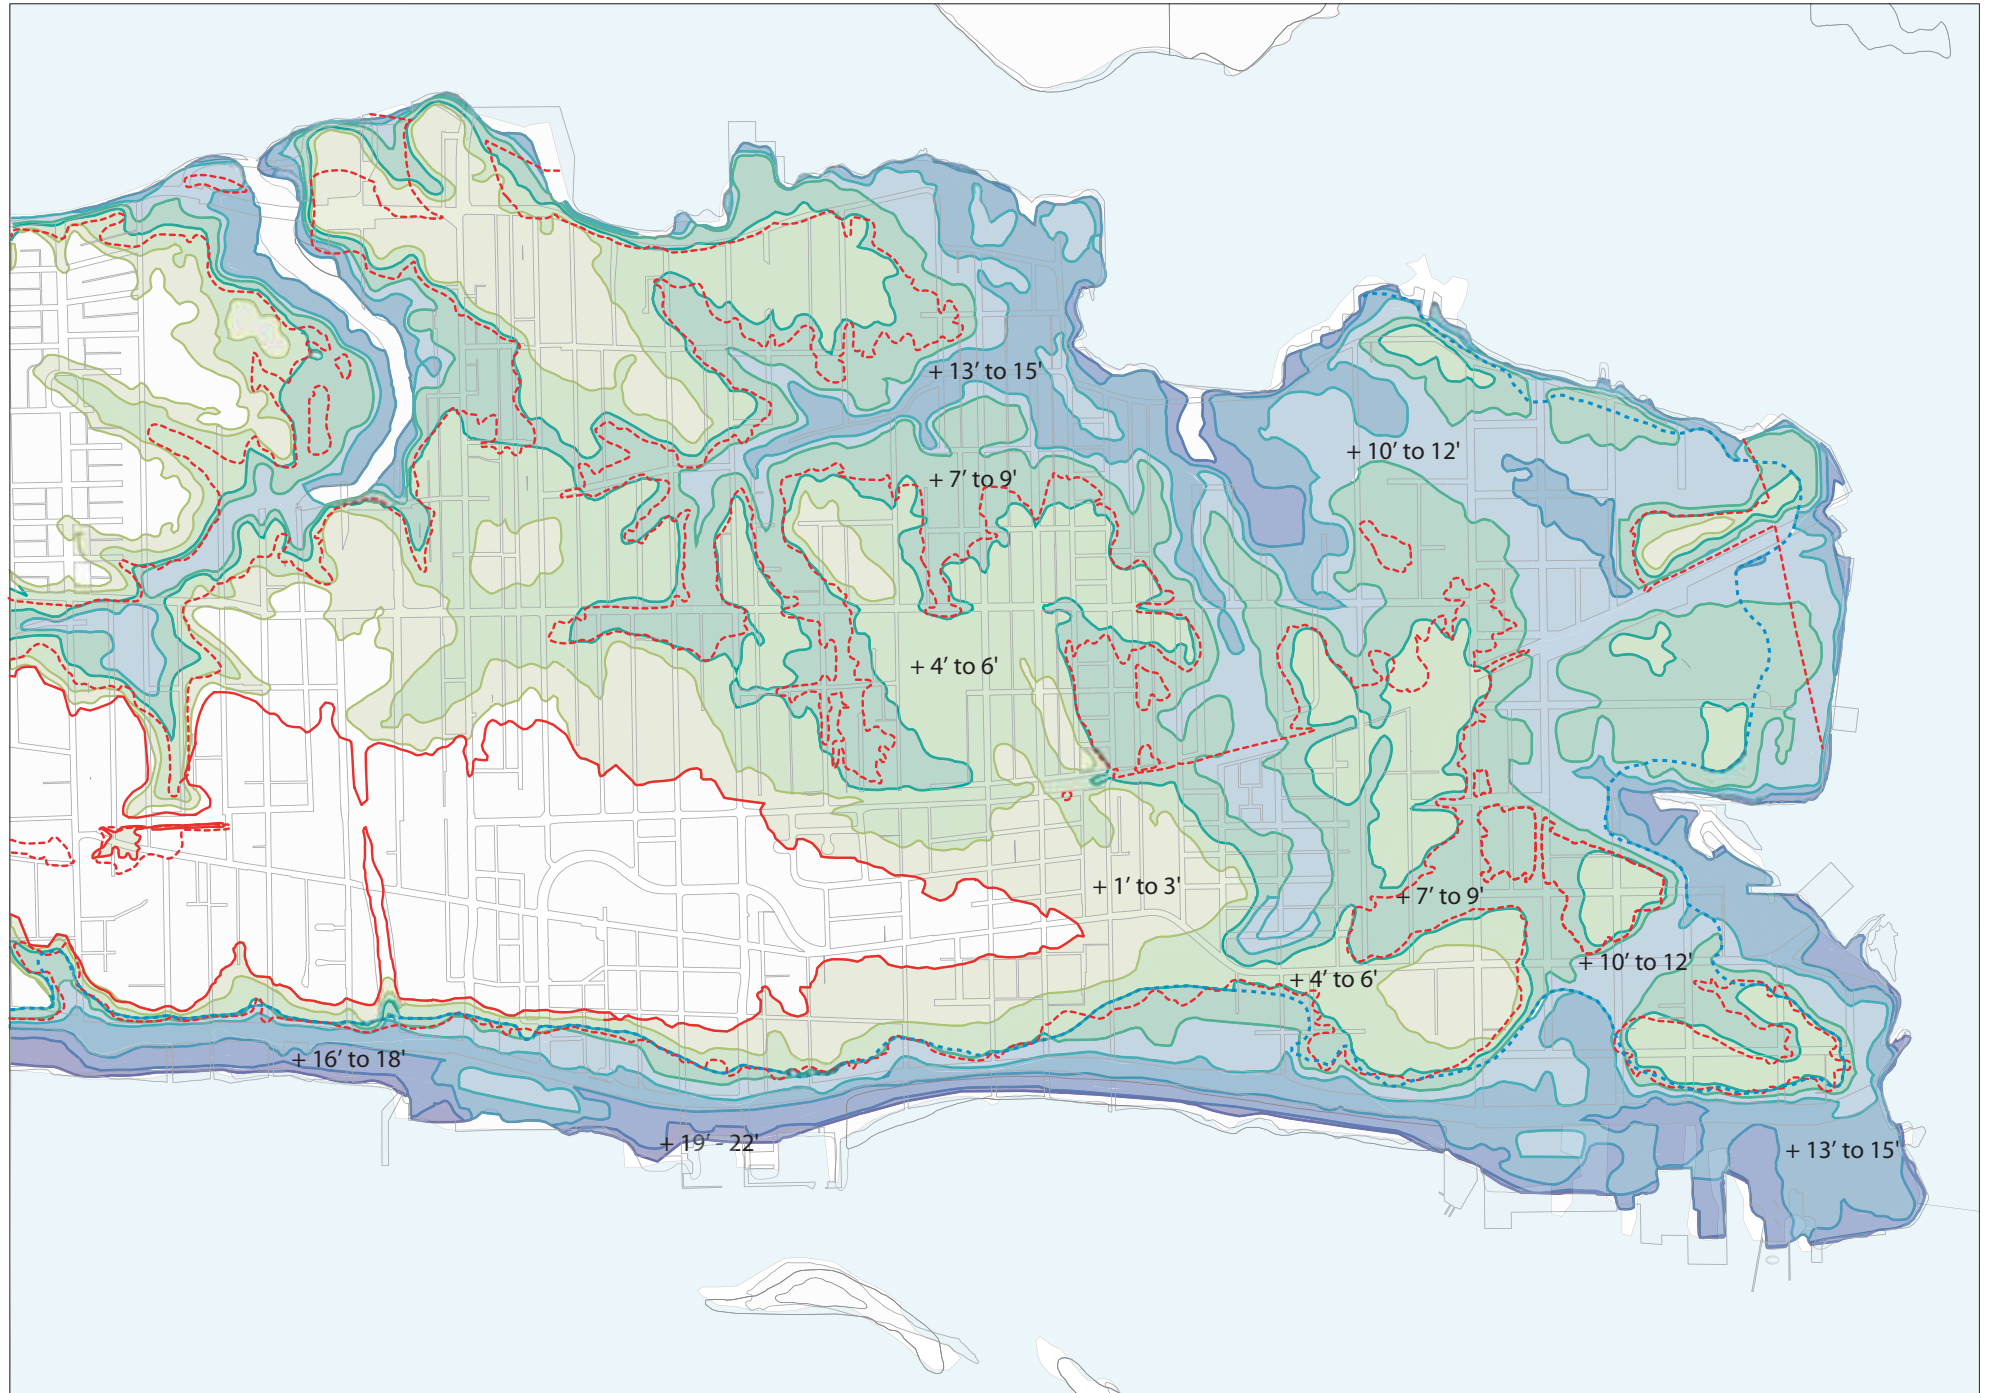 + 13’ to 15'
+ 10’ to 12'
+ 7’ to 9'
+ 4’ to 6'
+ 1’ to 3'
+ 7’ to 9'
+ 10’ to 12'
+ 4’ to 6'
+ 16’ to 18'
+ 19’ - 22'
+ 13’ to 15'